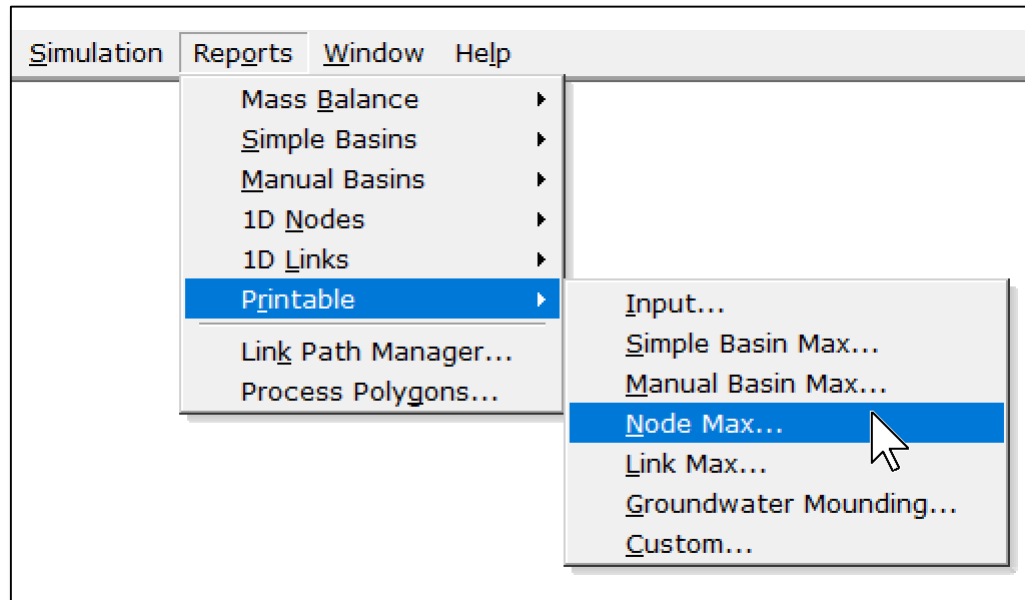 Simulation Reports Window Help
Mass Balance
Simple Basins
Manual Basins
1D Nodes
1D Links
Printable
Link Path Manager...
Process Polygons...
Input...
Simple Basin Max...
Manual Basin Max...
Node Max...
Link Max...
Groundwater Mounding...
Custom...